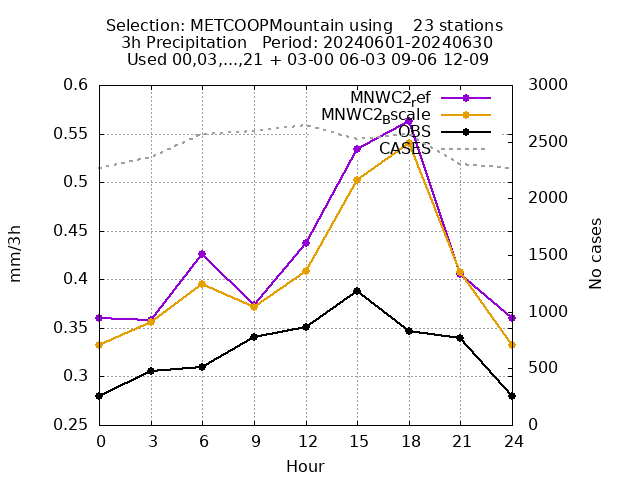 Selection: METCOOPMountain using    23 stations
3h Precipitation   Period: 20240601-20240630
Used 00,03,...,21 + 03-00 06-03 09-06 12-09
MNWC2_ref
MNWC2_Bscale
OBS
CASES
mm/3h
0.6
0.55
0.5
0.45
0.4
0.35
0.3
0.25
3000
2500
2000
1500
1000
500
0
No cases
0 3 6 9 12 15 18 21 24
Hour